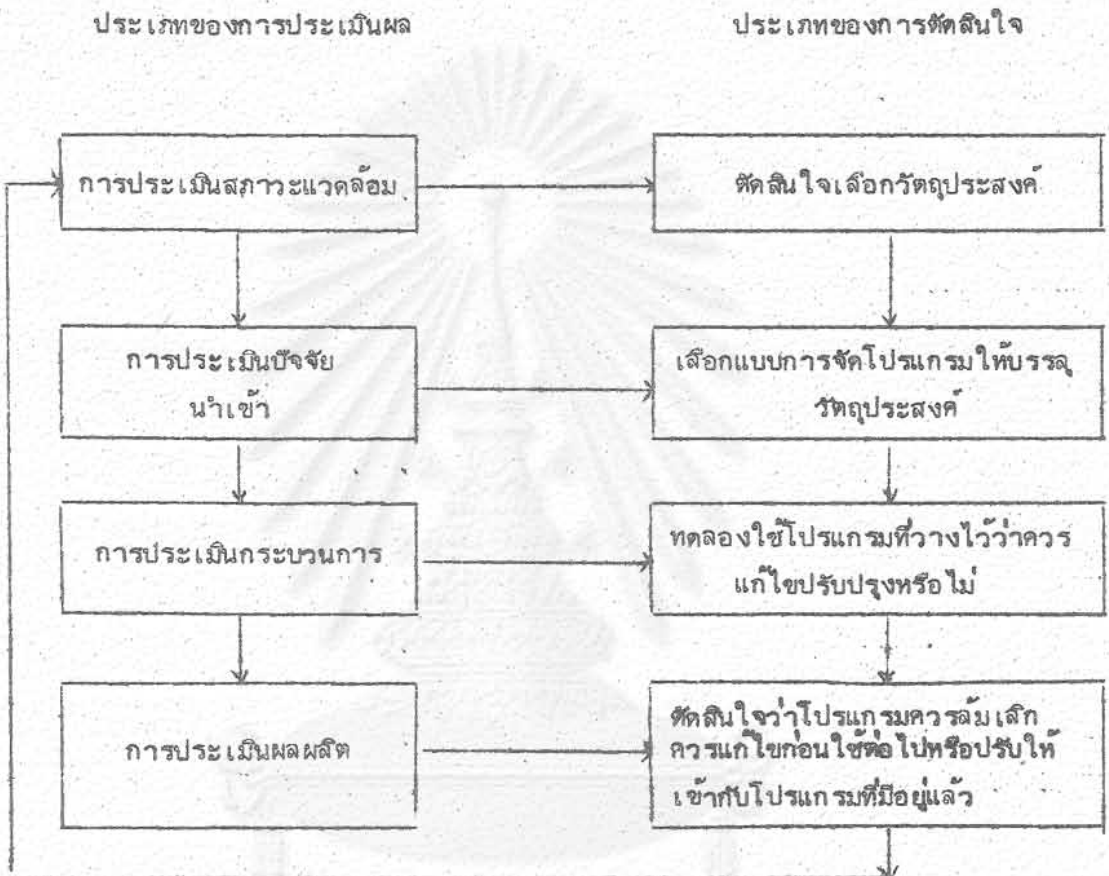 ประเภทของการประเมินผล
ประเภทของการตัดสินใจ
การประเมินสภาวะแวดล้อม
ตัดสินใจเลือกวัตถุประสงค์
การประเมินปัจจัย
นำเข้า
เลือกแบบการจัดโปรแกรมให้บรรลุ
วัตถุประสงค์
การประเมินกระบวนการ
ทดลองใช้โปรแกรมที่วางไว้ว่าควร
แก้ไขปรับปรุงหรือไม่
การประเมินผลผลิต
ตัดสินใจว่าโปรแกรมควรล้มเลิก
ควรแก้ไขก่อนใช้ต่อไปหรือปรับให้
เข้ากับโปรแกรมที่มีอยู่แล้ว